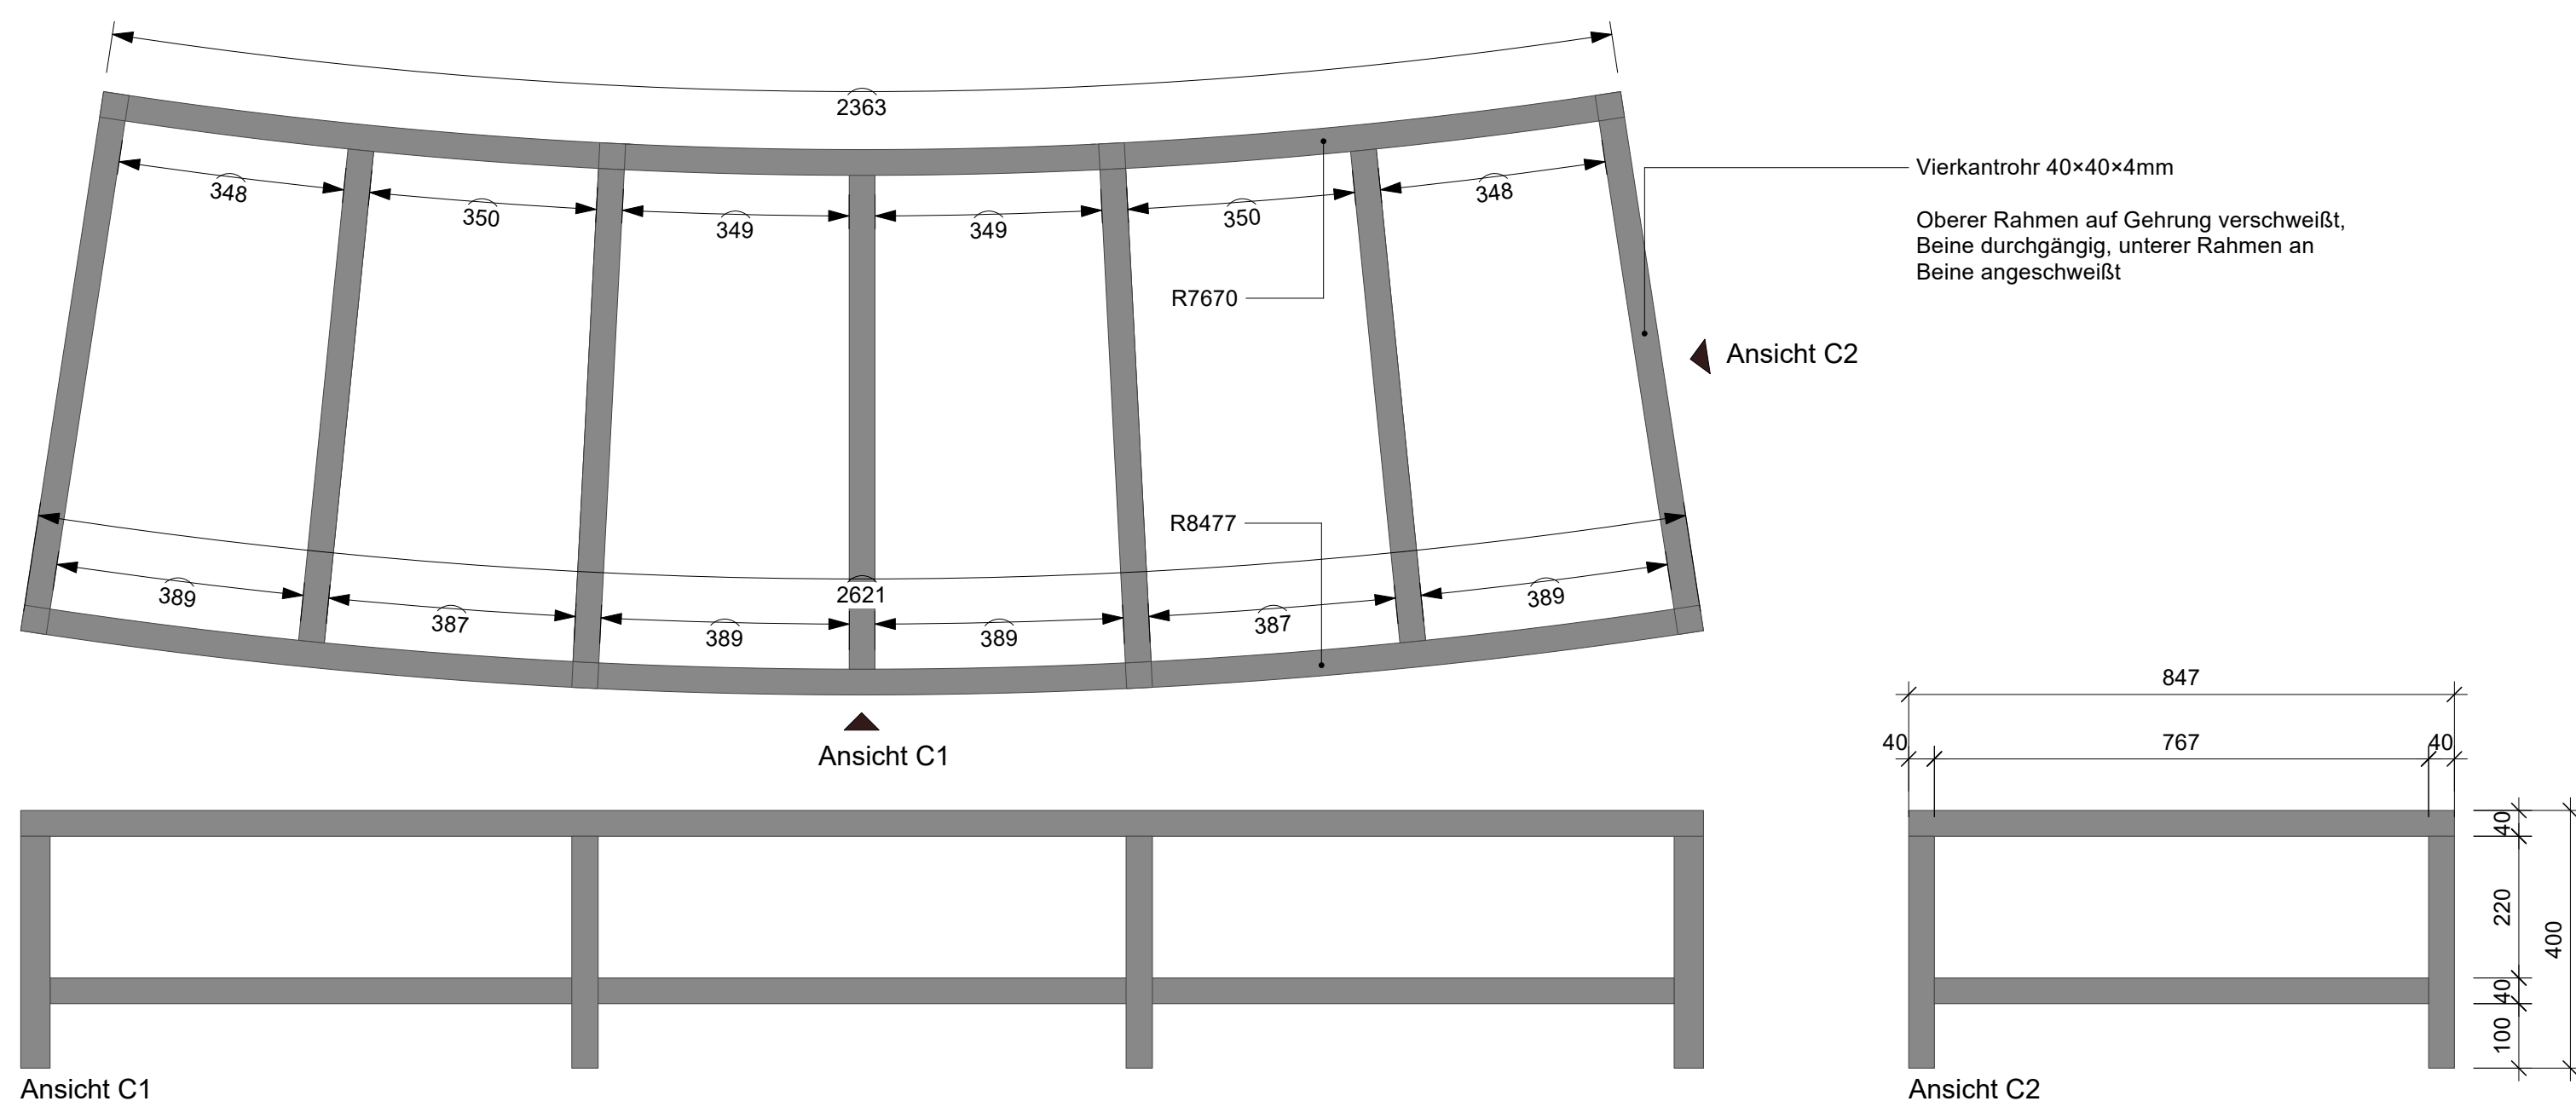 2363
348
350
349
349
350
348
Vierkantrohr 40×40×4mm
Oberer Rahmen auf Gehrung verschweißt,
Beine durchgängig, unterer Rahmen an
Beine angeschweißt
R7670
Ansicht C2
R8477
2621
389
387
389
389
387
389
Ansicht C1
847
40
767
40
40
220
400
40
100
Ansicht C1
Ansicht C2